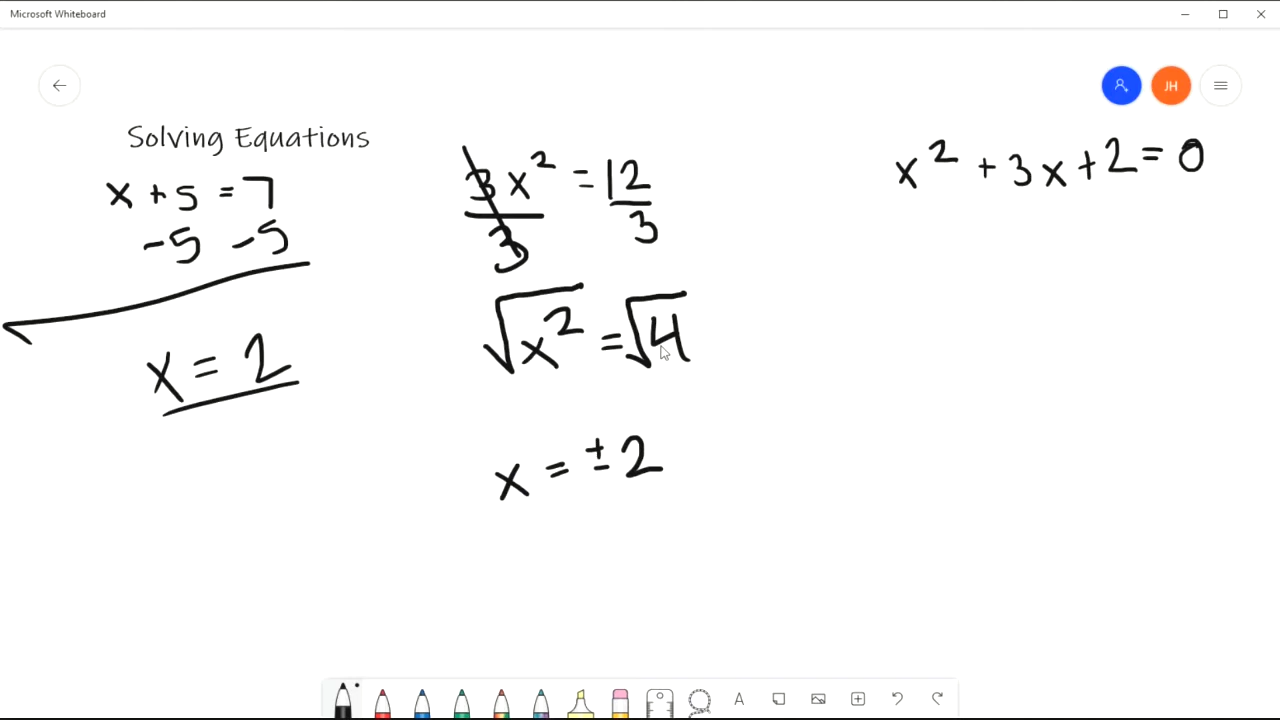 Microsoft Whiteboard
JH
Solving Equations
x + 5 = 7
-5 -5
x = 2
3x² = 12
3 3
√x² = √4
x = ±2
x² + 3x + 2 = 0
A